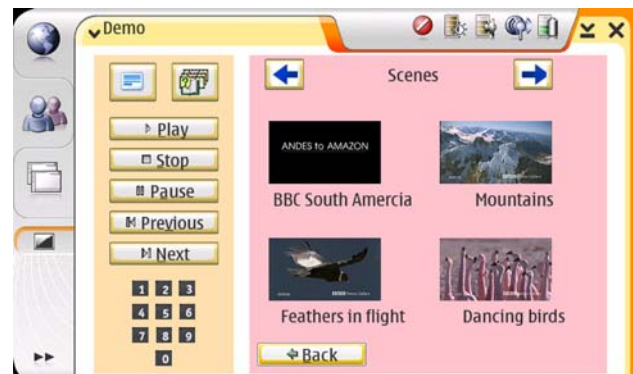 Demo
Scenes
Play
Stop
Pause
Previous
Next
1 2 3
4 5 6
7 8 9
0
ANDES to AMAZON
BBC South Amercia
Mountains
Feathers in flight
Dancing birds
Back